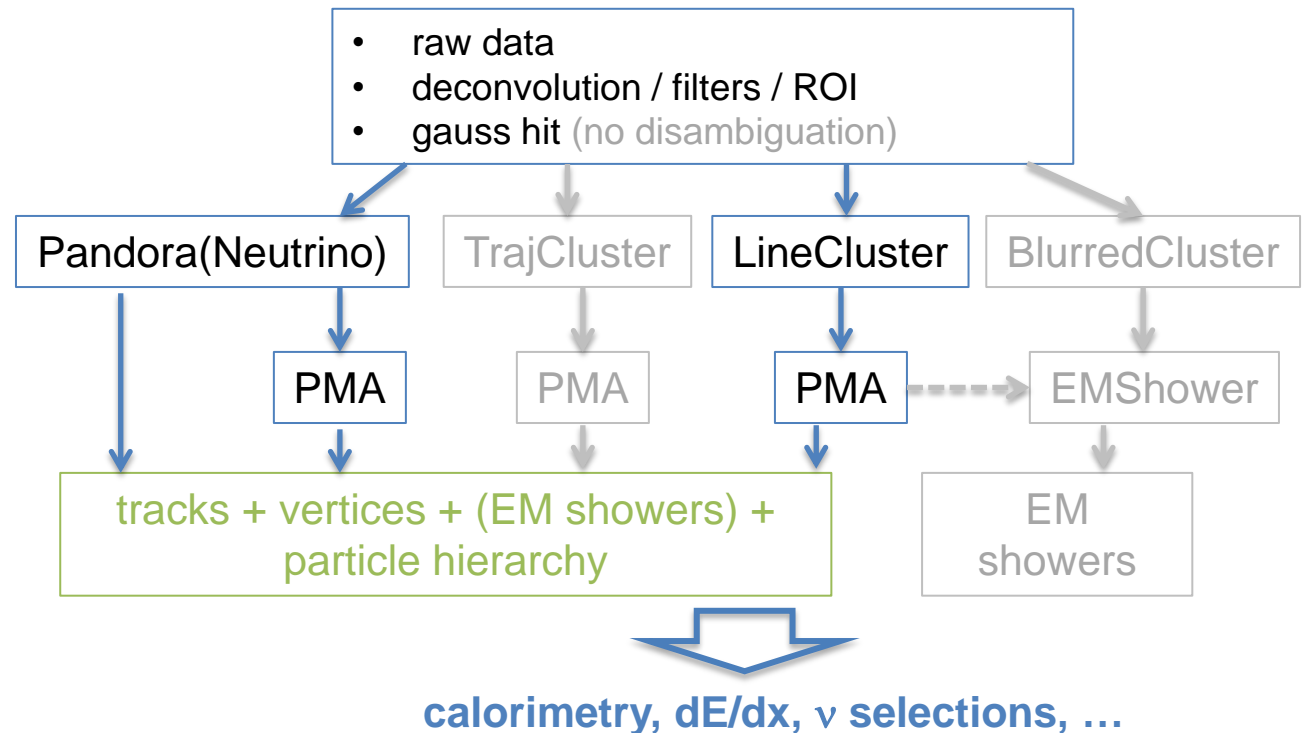 • raw data
• deconvolution / filters / ROI
• gauss hit (no disambiguation)
Pandora(Neutrino)
TrajCluster
LineCluster
BlurredCluster
PMA
PMA
PMA
EMShower
tracks + vertices + (EM showers) +
particle hierarchy
EM
showers
calorimetry, dE/dx, ν selections, …